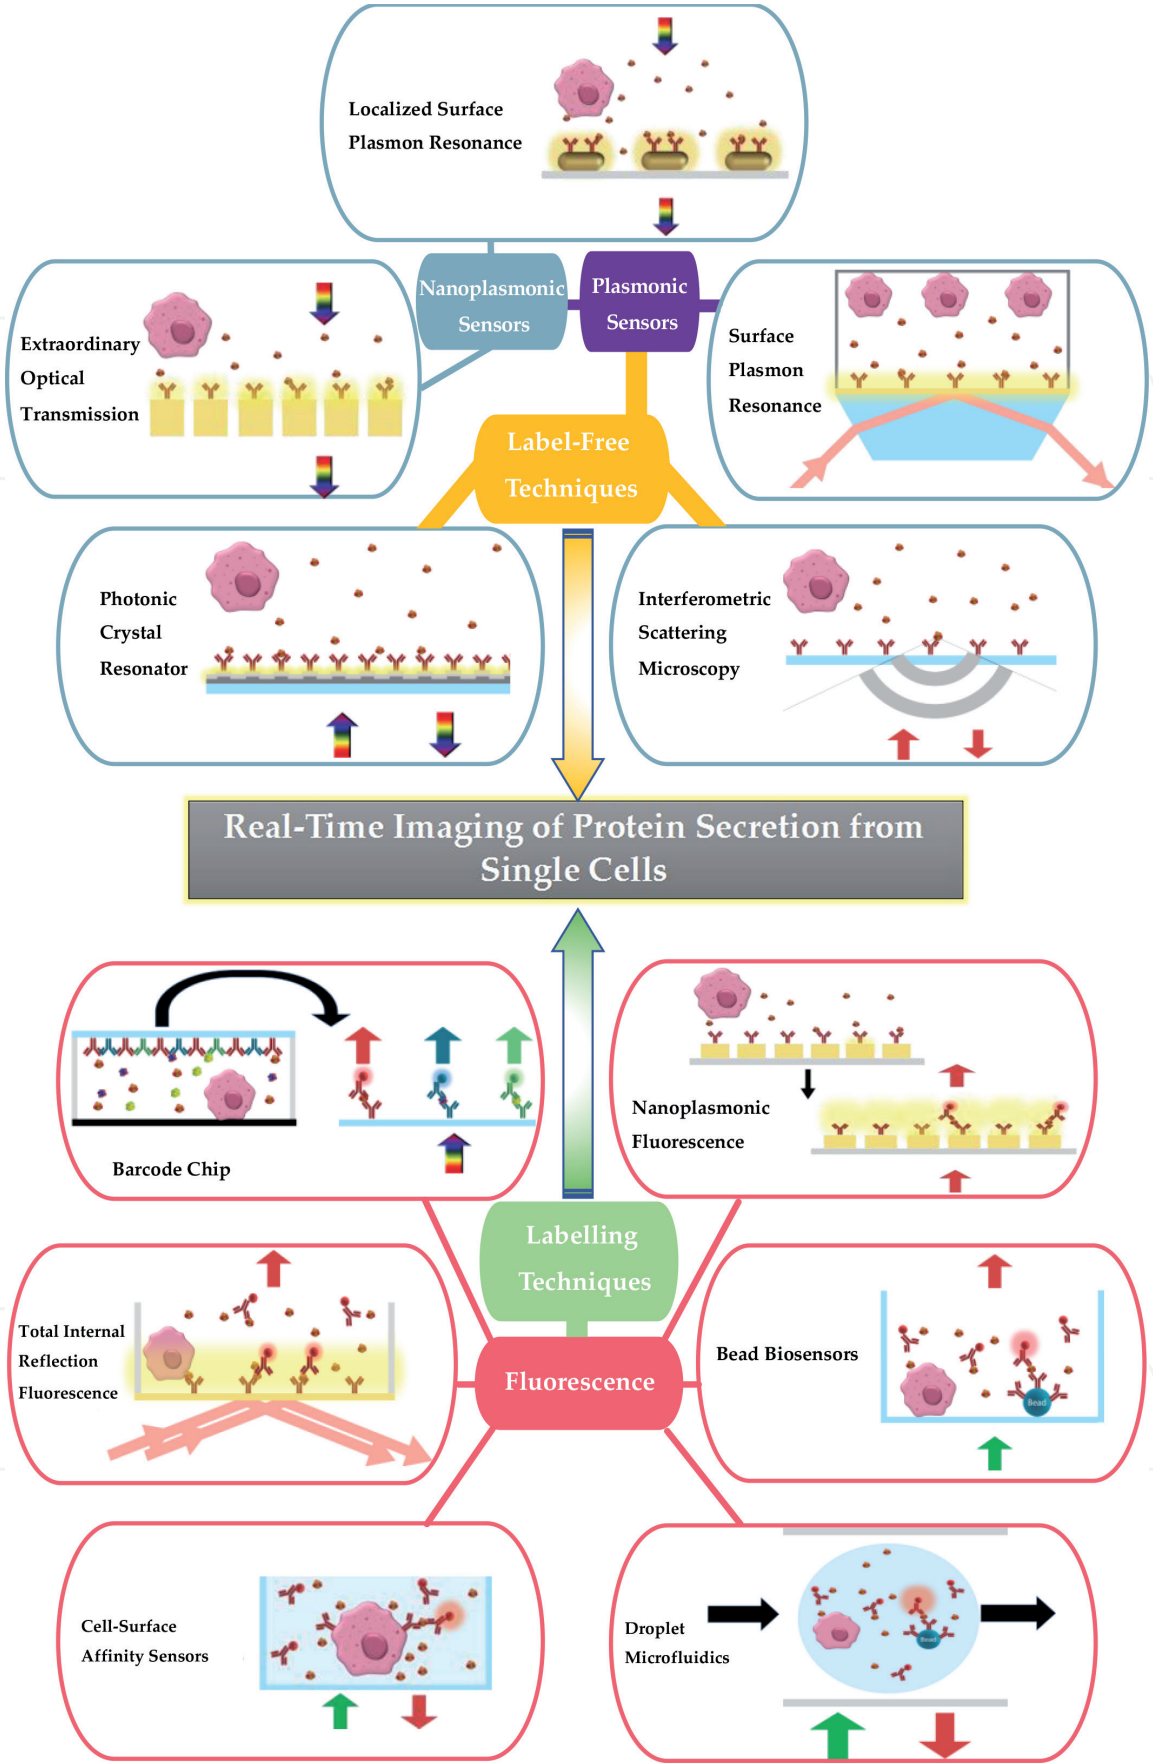 Localized Surface
Plasmon Resonance
Nanoplasmonic
Sensors
Plasmonic
Sensors
Extraordinary
Optical
Transmission
Surface
Plasmon
Resonance
Label-Free
Techniques
Photonic
Crystal
Resonator
Interferometric
Scattering
Microscopy
Real-Time Imaging of Protein Secretion from
Single Cells
Barcode Chip
Nanoplasmonic
Fluorescence
Labelling
Techniques
Total Internal
Reflection
Fluorescence
Fluorescence
Bead Biosensors
Bead
Cell-Surface
Affinity Sensors
Droplet
Microfluidics
Bead